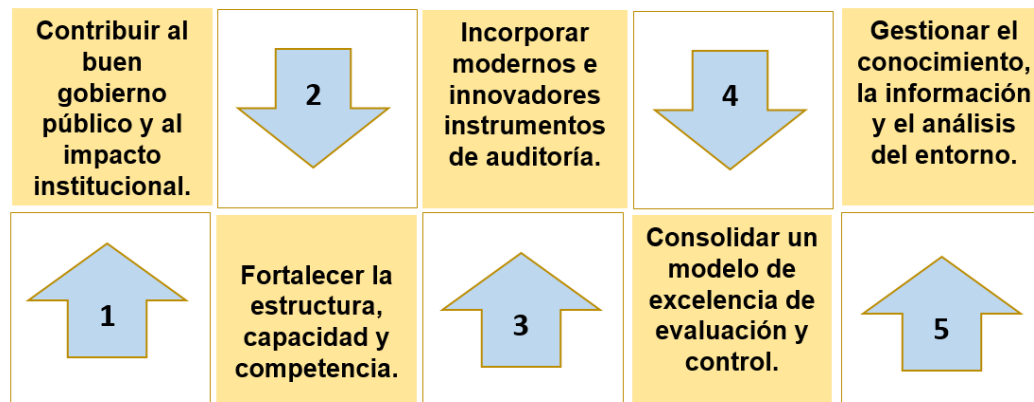 Contribuir al
buen
gobierno
público y al
impacto
institucional.
2
Incorporar
modernos e
innovadores
instrumentos
de auditoría.
4
Gestionar el
conocimiento,
la información
y el análisis
del entorno.
1
Fortalecer la
estructura,
capacidad y
competencia.
3
Consolidar un
modelo de
excelencia de
evaluación y
control.
5